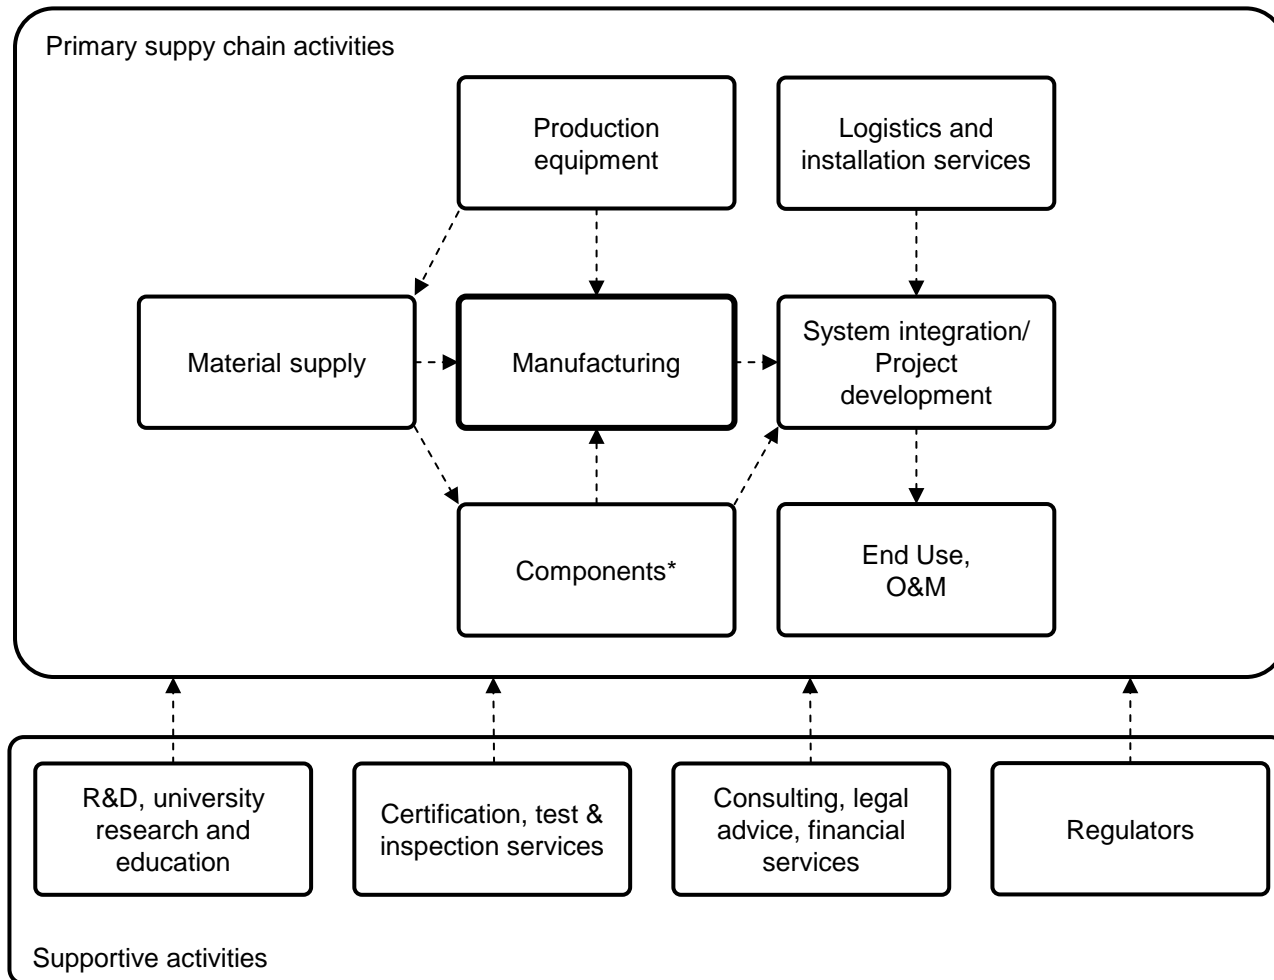 Primary suppy chain activities
Production
equipment
Logistics and
installation services
Material supply
Manufacturing
System integration/
Project
development
Components*
End Use,
O&M
R&D, university
research and
education
Certification, test &
inspection services
Consulting, legal
advice, financial
services
Regulators
Supportive activities